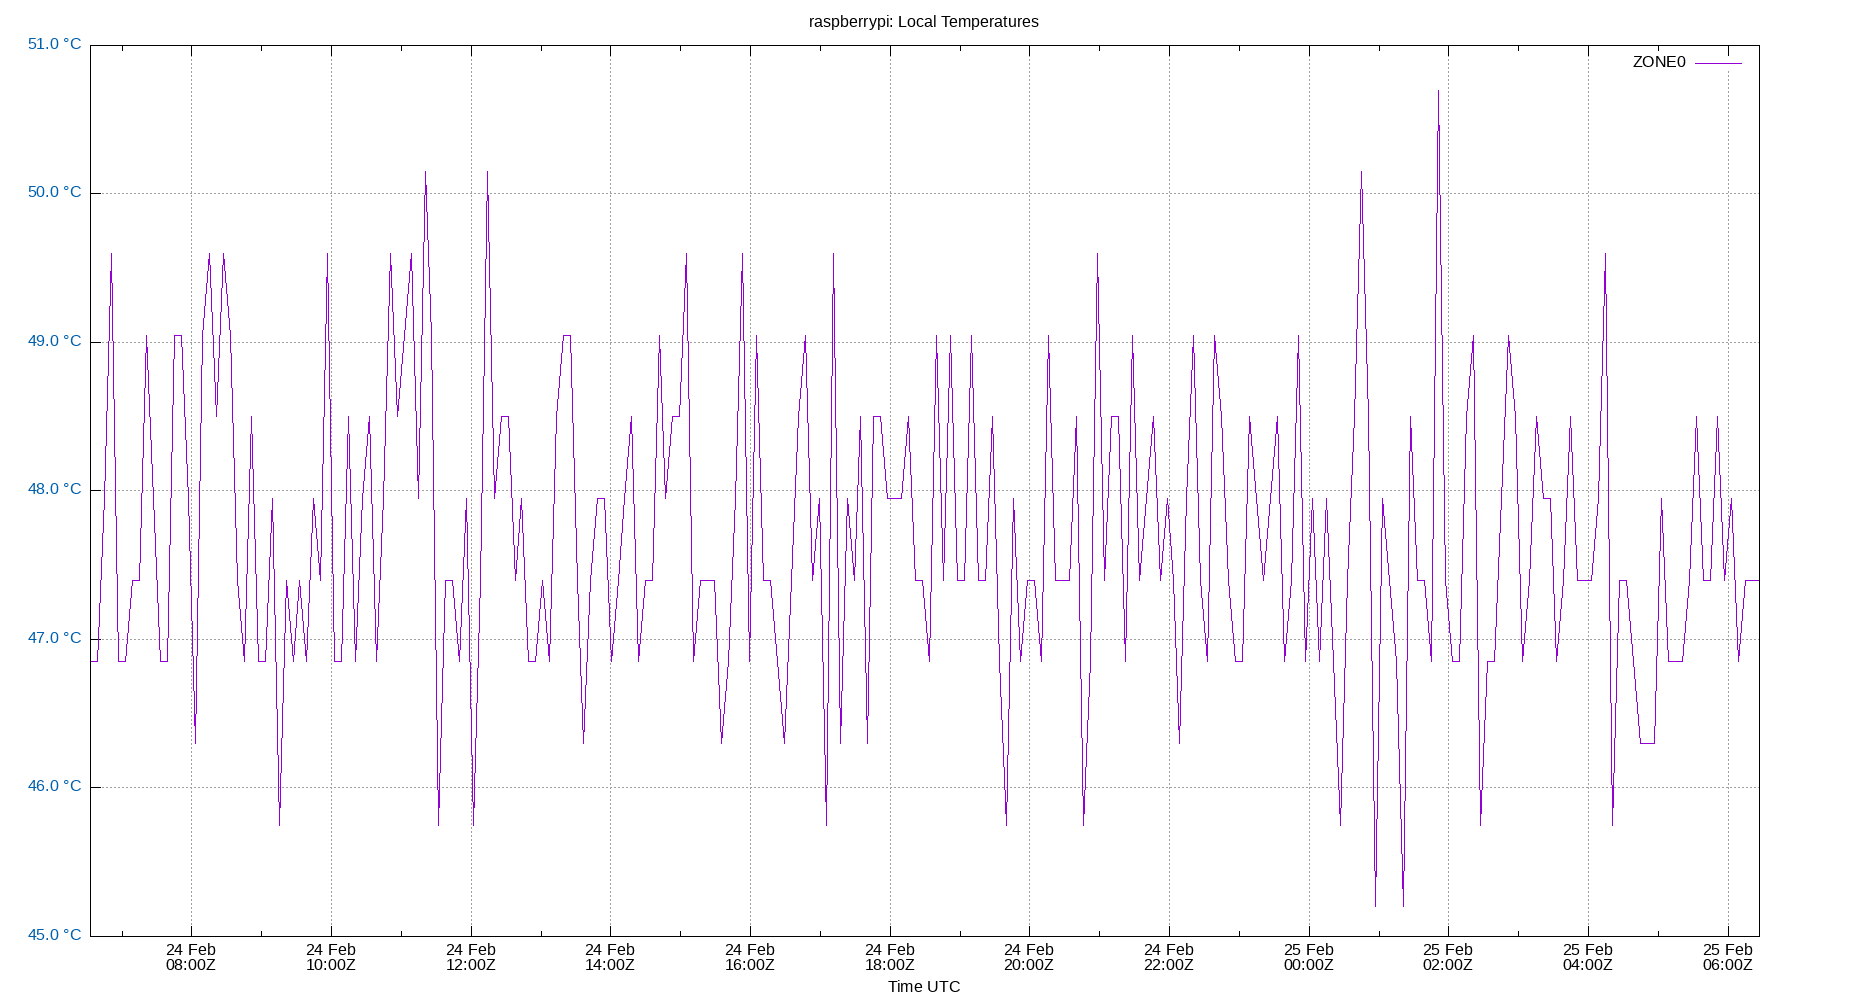 raspberrypi: Local Temperatures
51.0 °C
ZONE0
50.0 °C
49.0 °C
48.0 °C
47.0 °C
46.0 °C
45.0 °C
24 Feb 24 Feb 24 Feb 24 Feb 24 Feb 24 Feb 24 Feb 24 Feb 25 Feb 25 Feb 25 Feb 25 Feb
08:00Z 10:00Z 12:00Z 14:00Z 16:00Z 18:00Z 20:00Z 22:00Z 00:00Z 02:00Z 04:00Z 06:00Z
Time UTC